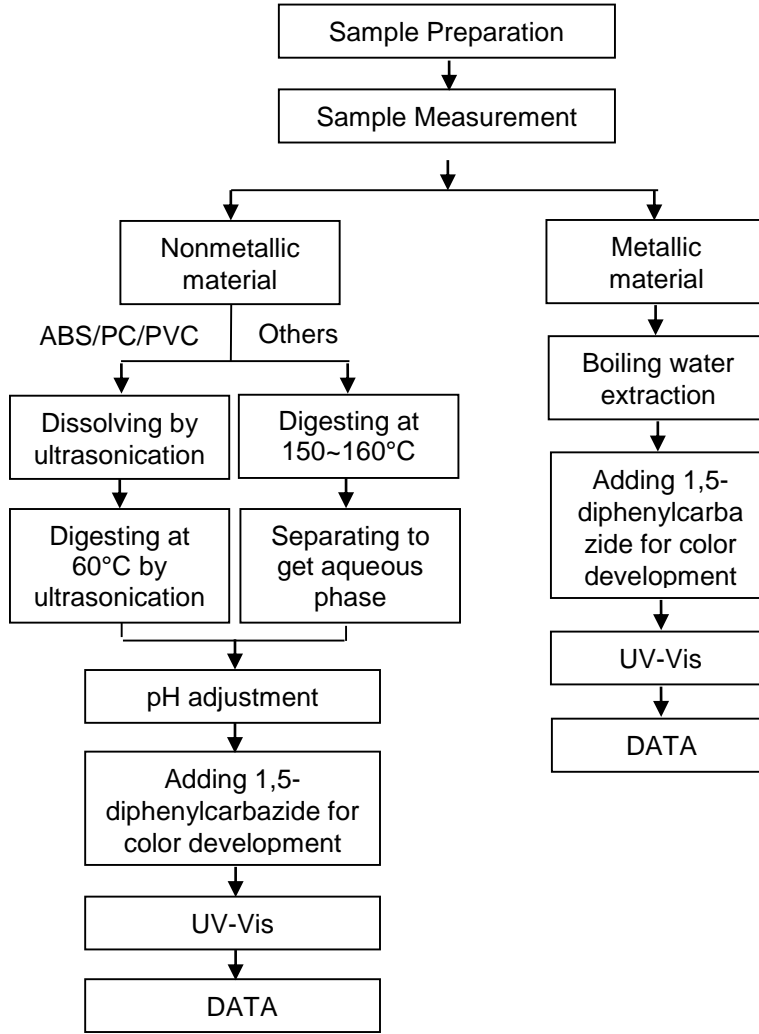 Sample Preparation
Sample Measurement
Nonmetallic
material
Metallic
material
ABS/PC/PVC
Others
Boiling water
extraction
Dissolving by
ultrasonication
Digesting at
150~160°C
Adding 1,5-
diphenylcarba
zide for color
development
Digesting at
60°C by
ultrasonication
Separating to
get aqueous
phase
UV-Vis
pH adjustment
DATA
Adding 1,5-
diphenylcarbazide for
color development
UV-Vis
DATA